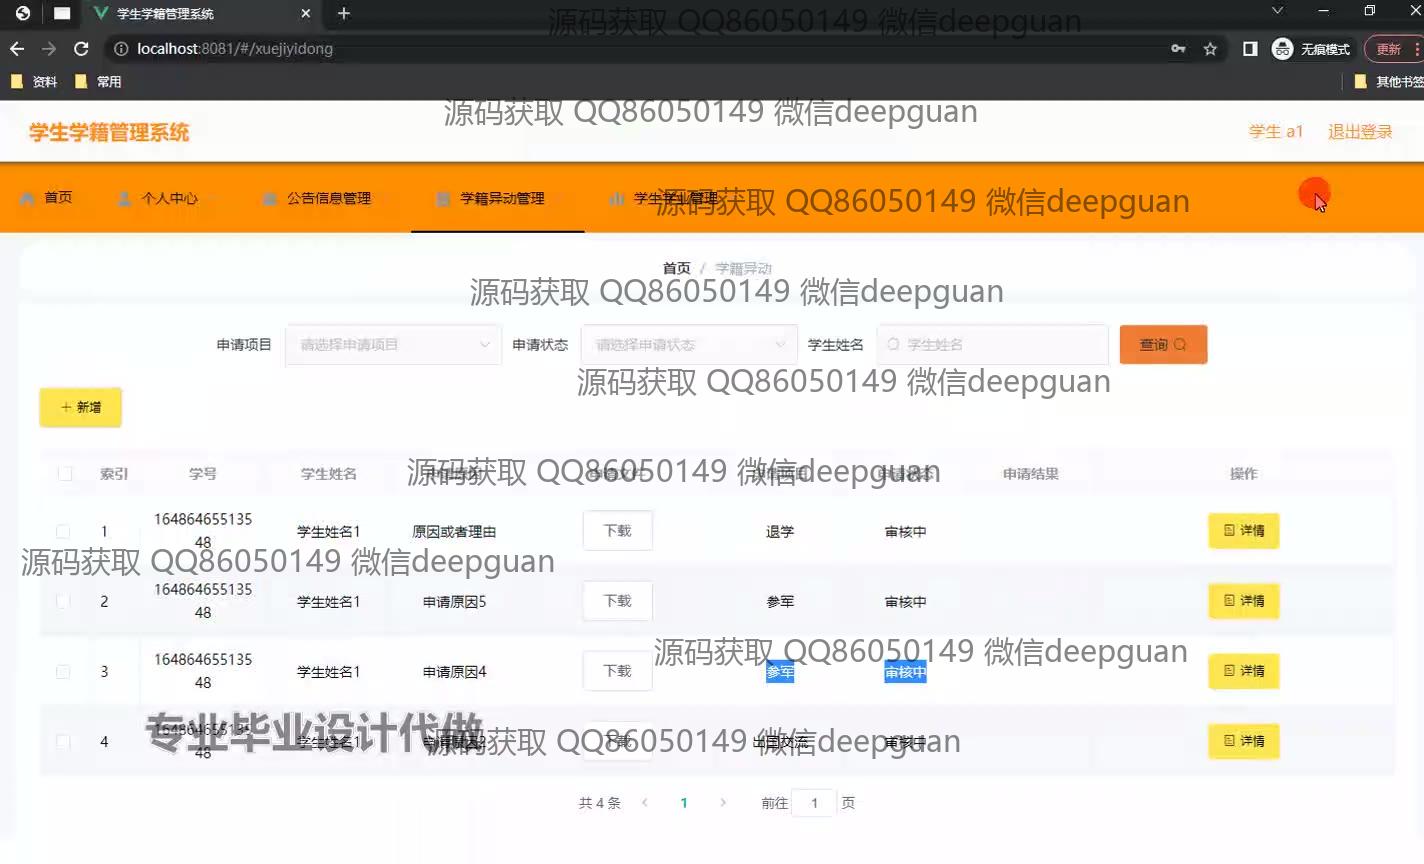 学生学籍管理系统
源码获取 QQ86050149 微信deepguan
localhost:8081/#/xuejiyidong
无痕模式
更新
资料
常用
其他书签
源码获取 QQ86050149 微信deepguan
学生学籍管理系统
学生 a1
退出登录
首页
个人中心
公告信息管理
学籍异动管理
学生学业管理
源码获取 QQ86050149 微信deepguan
首页 / 学籍异动
源码获取 QQ86050149 微信deepguan
申请项目 请选择申请项目 申请状态 请选择申请状态 学生姓名 学生姓名 查询
源码获取 QQ86050149 微信deepguan
+ 新增
索引 学号 学生姓名 申请结果 操作
源码获取 QQ86050149 微信deepguan
1 16486465513548 学生姓名1 原因或者理由 下载 退学 审核中 详情
源码获取 QQ86050149 微信deepguan
2 16486465513548 学生姓名1 申请原因5 下载 参军 审核中 详情
源码获取 QQ86050149 微信deepguan
3 16486465513548 学生姓名1 申请原因4 下载 参军 审核中 详情
专业毕业设计代做
4 16486465513548 学生姓名1 申请原因2 下载 出国交流 审核中 详情
源码获取 QQ86050149 微信deepguan
共 4 条 1 前往 1 页